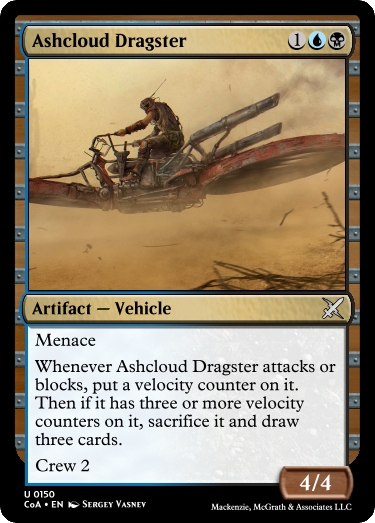 Ashcloud Dragster 1
Artifact — Vehicle
Menace
Whenever Ashcloud Dragster attacks or
blocks, put a velocity counter on it.
Then if it has three or more velocity
counters on it, sacrifice it and draw
three cards.
Crew 2
4/4
U 0150
CoA • EN Sergey Vasnev
Mackenzie, McGrath & Associates LLC